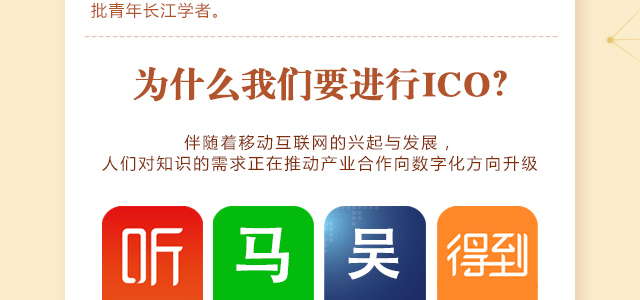 批青年长江学者。
为什么我们要进行ICO?
伴随着移动互联网的兴起与发展，
人们对知识的需求正在推动产业合作向数字化方向升级
听 马 吴 得到